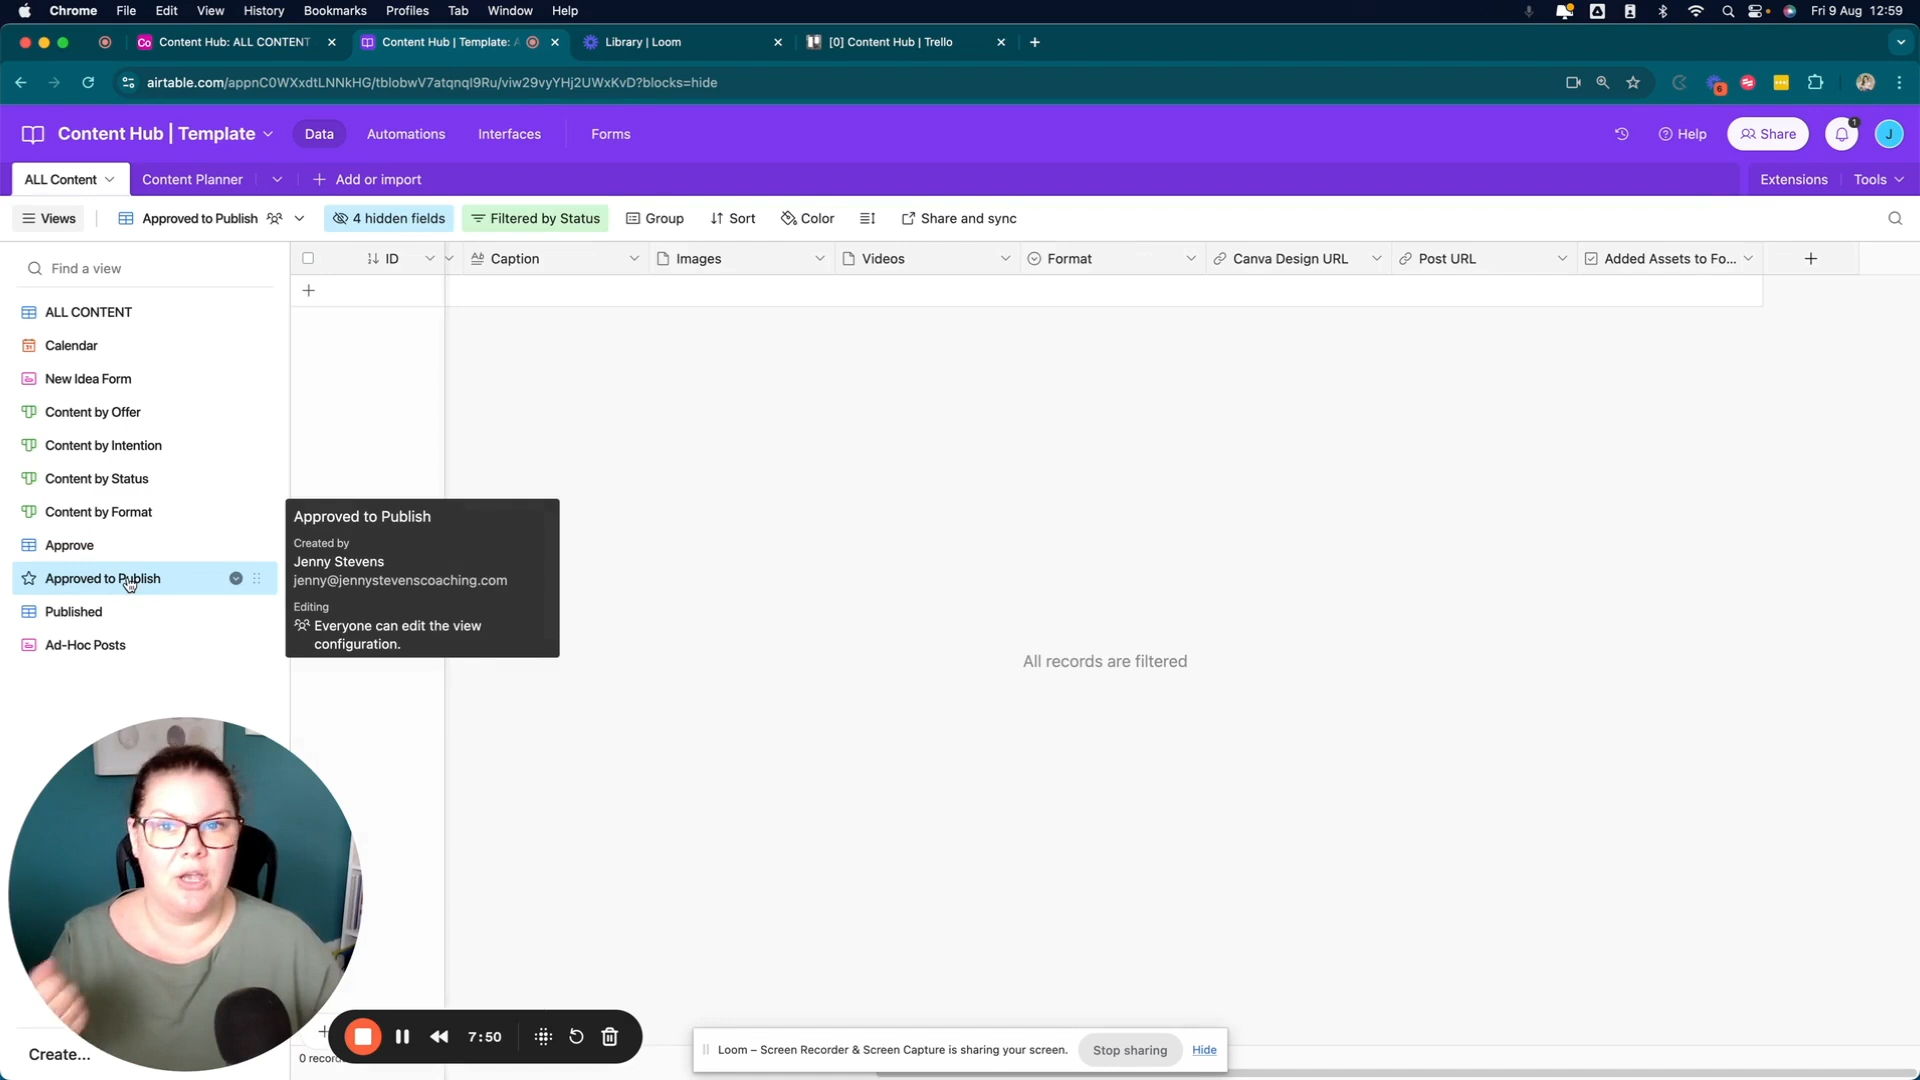 Chrome File Edit View History Bookmarks Profiles Tab Window Help Fri 9 Aug 12:59
Content Hub: ALL CONTENT Content Hub | Template: A Library | Loom [0] Content Hub | Trello
airtable.com/appnC0WXxdtLNNkHG/tblobwV7atqnqI9Ru/viw29vyYHj2UWxKvD?blocks=hide 6
Content Hub | Template Data Automations Interfaces Forms Help Share 1 J
ALL Content Content Planner Add or import Extensions Tools
Views Approved to Publish 4 hidden fields Filtered by Status Group Sort Color Share and sync
Find a view
ID Caption Images Videos Format Canva Design URL Post URL Added Assets to Fo...
ALL CONTENT
Calendar
New Idea Form
Content by Offer
Content by Intention
Content by Status
Content by Format
Approve
Approved to Publish
Published
Ad-Hoc Posts
Approved to Publish
Created by
Jenny Stevens
jenny@jennystevenscoaching.com
Editing
Everyone can edit the view
configuration.
All records are filtered
Create...
0 record
7:50
Loom – Screen Recorder & Screen Capture is sharing your screen. Stop sharing Hide